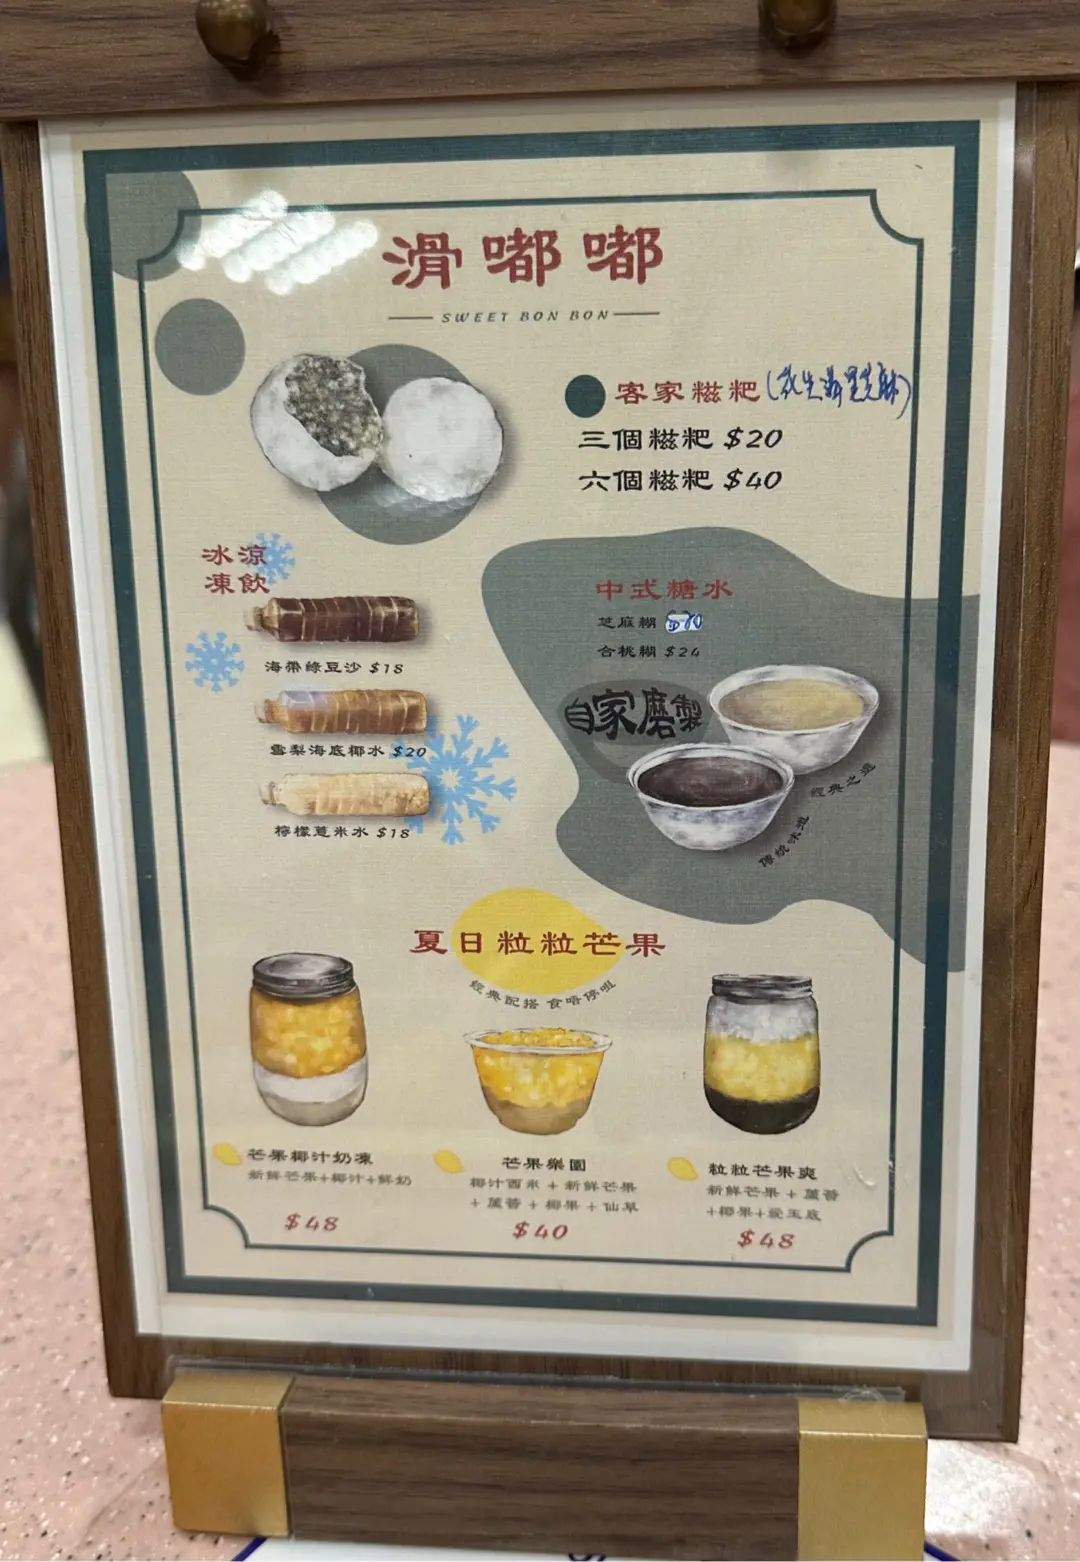 滑嘟嘟
SWEET BON BON
客家糍粑
三個糍粑 $20
六個糍粑 $40
冰涼
凍飲
海帶綠豆沙 $18
雪梨海底椰水 $20
檸檬薏米水 $18
中式糖水
芝麻糊
合桃糊 $24
自家磨製
經典之選
傳統味道
夏日粒粒芒果
經典配搭 食唔停咀
芒果椰汁奶凍
新鮮芒果+椰汁+鮮奶
$48
芒果樂園
椰汁西米 + 新鮮芒果
+ 蘆薈 + 椰果 + 仙草
$40
粒粒芒果爽
新鮮芒果 + 蘆薈
+椰果+愛玉底
$48